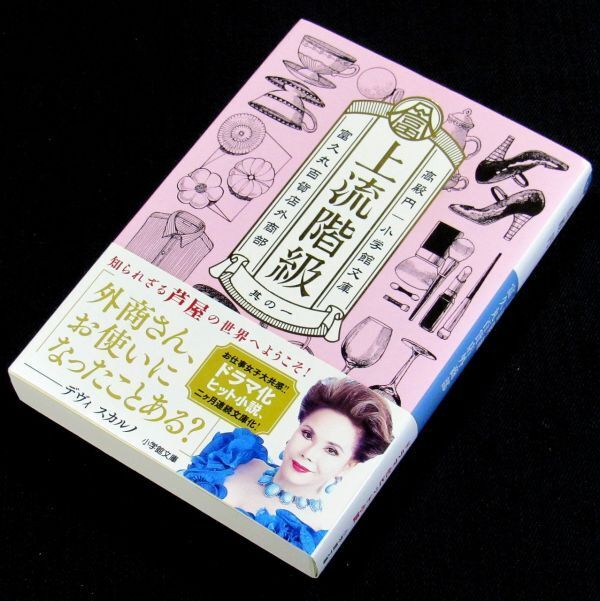 富
高殿円 小学館文庫
上流階級
富久丸百貨店外商部
其の一
知られざる芦屋の世界へようこそ!
「外商さん、
お使いに
なったことある?」
――デヴィ スカルノ
お仕事女子大共感!!
ドラマ化
ヒット小説、
二ヶ月連続文庫化!
小学館文庫